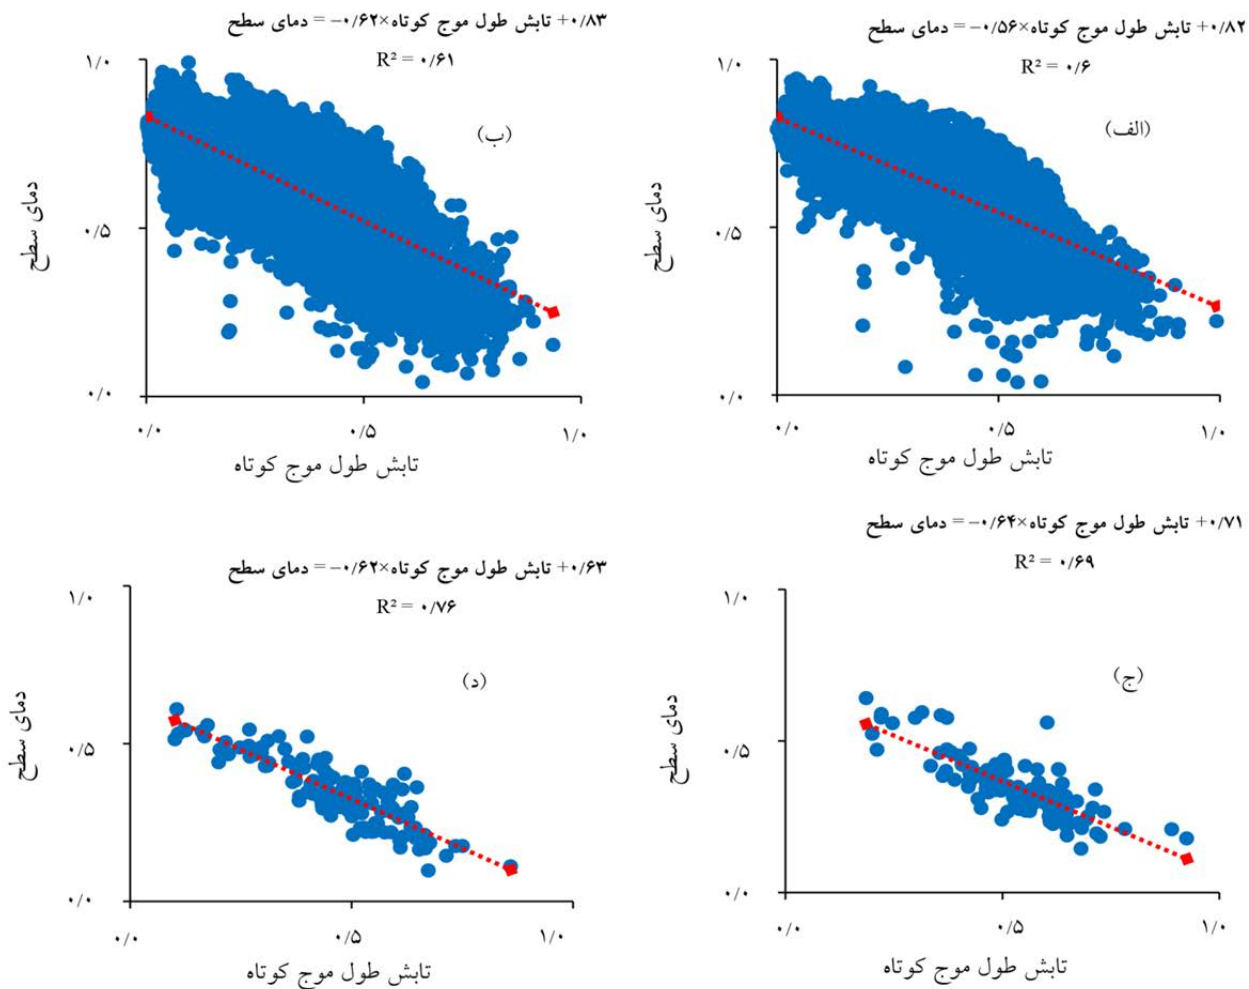 دمای سطح = -۰/۵۶×تابش طول موج کوتاه +۰/۸۲
R² = ۰/۶
(الف)
۱/۰
۰/۵
۰/۰
دمای سطح
۰/۰ ۰/۵ ۱/۰
تابش طول موج کوتاه
دمای سطح = -۰/۶۲×تابش طول موج کوتاه +۰/۸۳
R² = ۰/۶۱
(ب)
۱/۰
۰/۵
۰/۰
دمای سطح
۰/۰ ۰/۵ ۱/۰
تابش طول موج کوتاه
دمای سطح = -۰/۶۴×تابش طول موج کوتاه +۰/۷۱
R² = ۰/۶۹
(ج)
۱/۰
۰/۵
۰/۰
دمای سطح
۰/۰ ۰/۵ ۱/۰
تابش طول موج کوتاه
دمای سطح = -۰/۶۲×تابش طول موج کوتاه +۰/۶۳
R² = ۰/۷۶
(د)
۱/۰
۰/۵
۰/۰
دمای سطح
۰/۰ ۰/۵ ۱/۰
تابش طول موج کوتاه